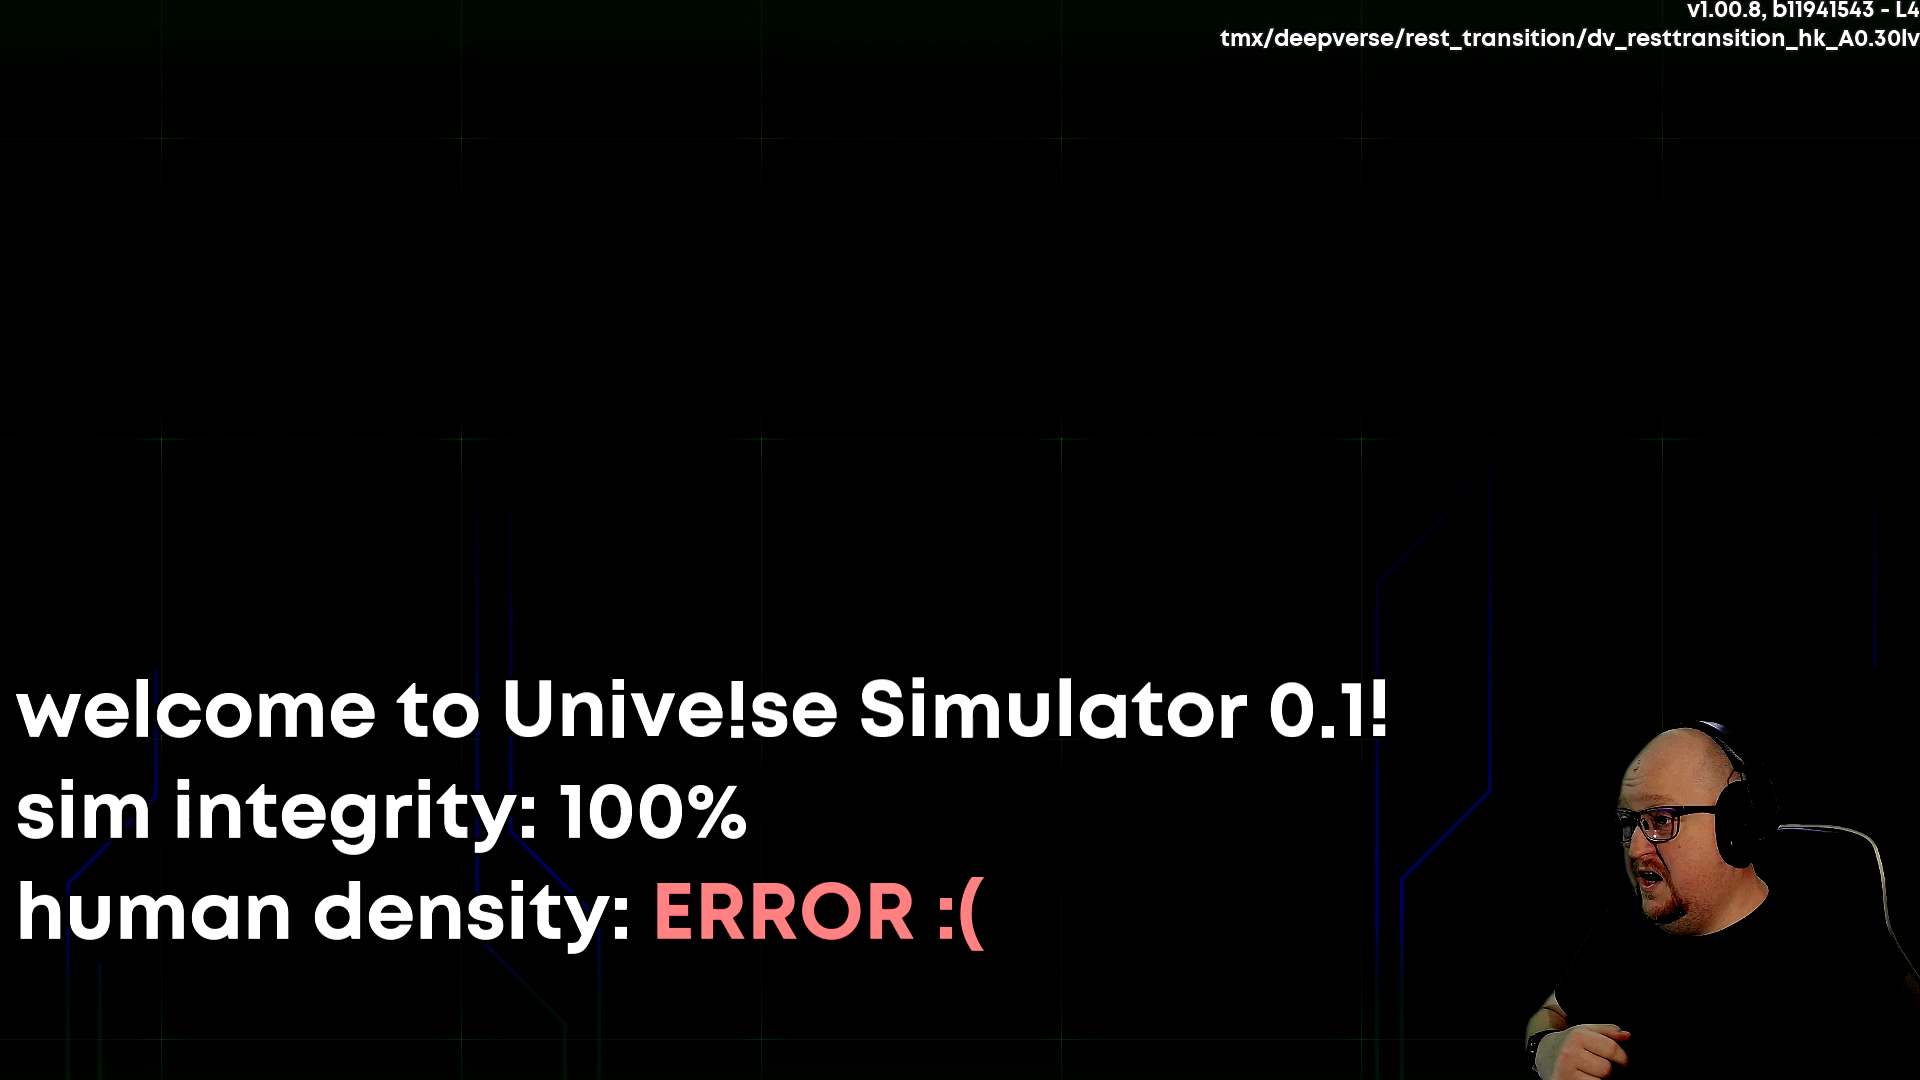 v1.00.8, b11941543 - L4
tmx/deepverse/rest_transition/dv_resttransition_hk_A0.30lv
welcome to Unive!se Simulator 0.1!
sim integrity: 100%
human density: ERROR :(